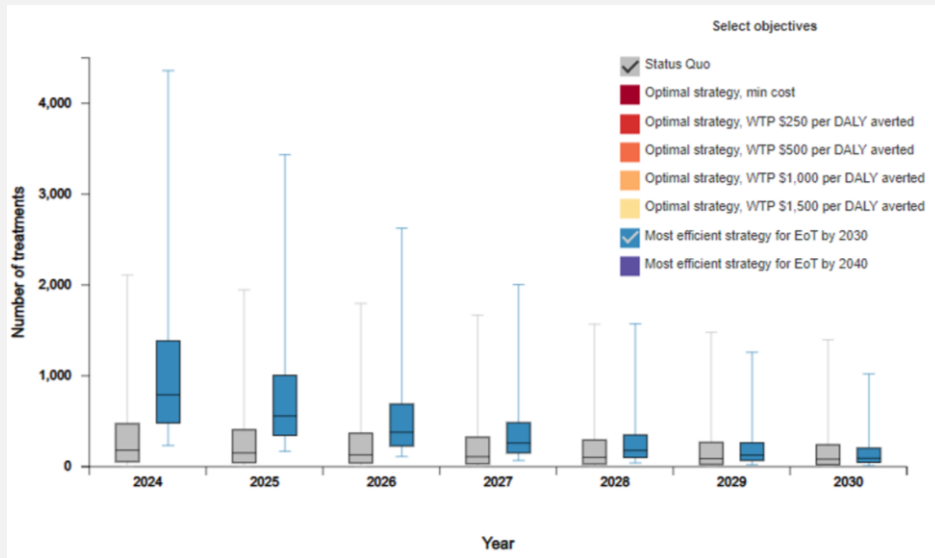 Select objectives
Status Quo
Optimal strategy, min cost
Optimal strategy, WTP $250 per DALY averted
Optimal strategy, WTP $500 per DALY averted
Optimal strategy, WTP $1,000 per DALY averted
Optimal strategy, WTP $1,500 per DALY averted
Most efficient strategy for EoT by 2030
Most efficient strategy for EoT by 2040
Number of treatments
4,000
3,000
2,000
1,000
0
2024 2025 2026 2027 2028 2029 2030
Year